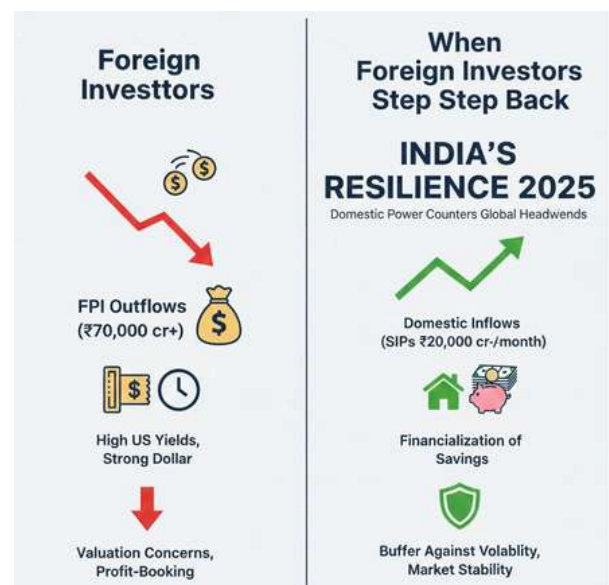 Foreign
Investtors
FPI Outflows
(₹70,000 cr+)
High US Yields,
Strong Dollar
Valuation Concerns,
Profit-Booking
When
Foreign Investors
Step Step Back
INDIA'S
RESILIENCE 2025
Domestic Power Counters Global Headwends
Domestic Inflows
(SIPs ₹20,000 cr-/month)
Financialization of
Savings
Buffer Against Volablity,
Market Stability